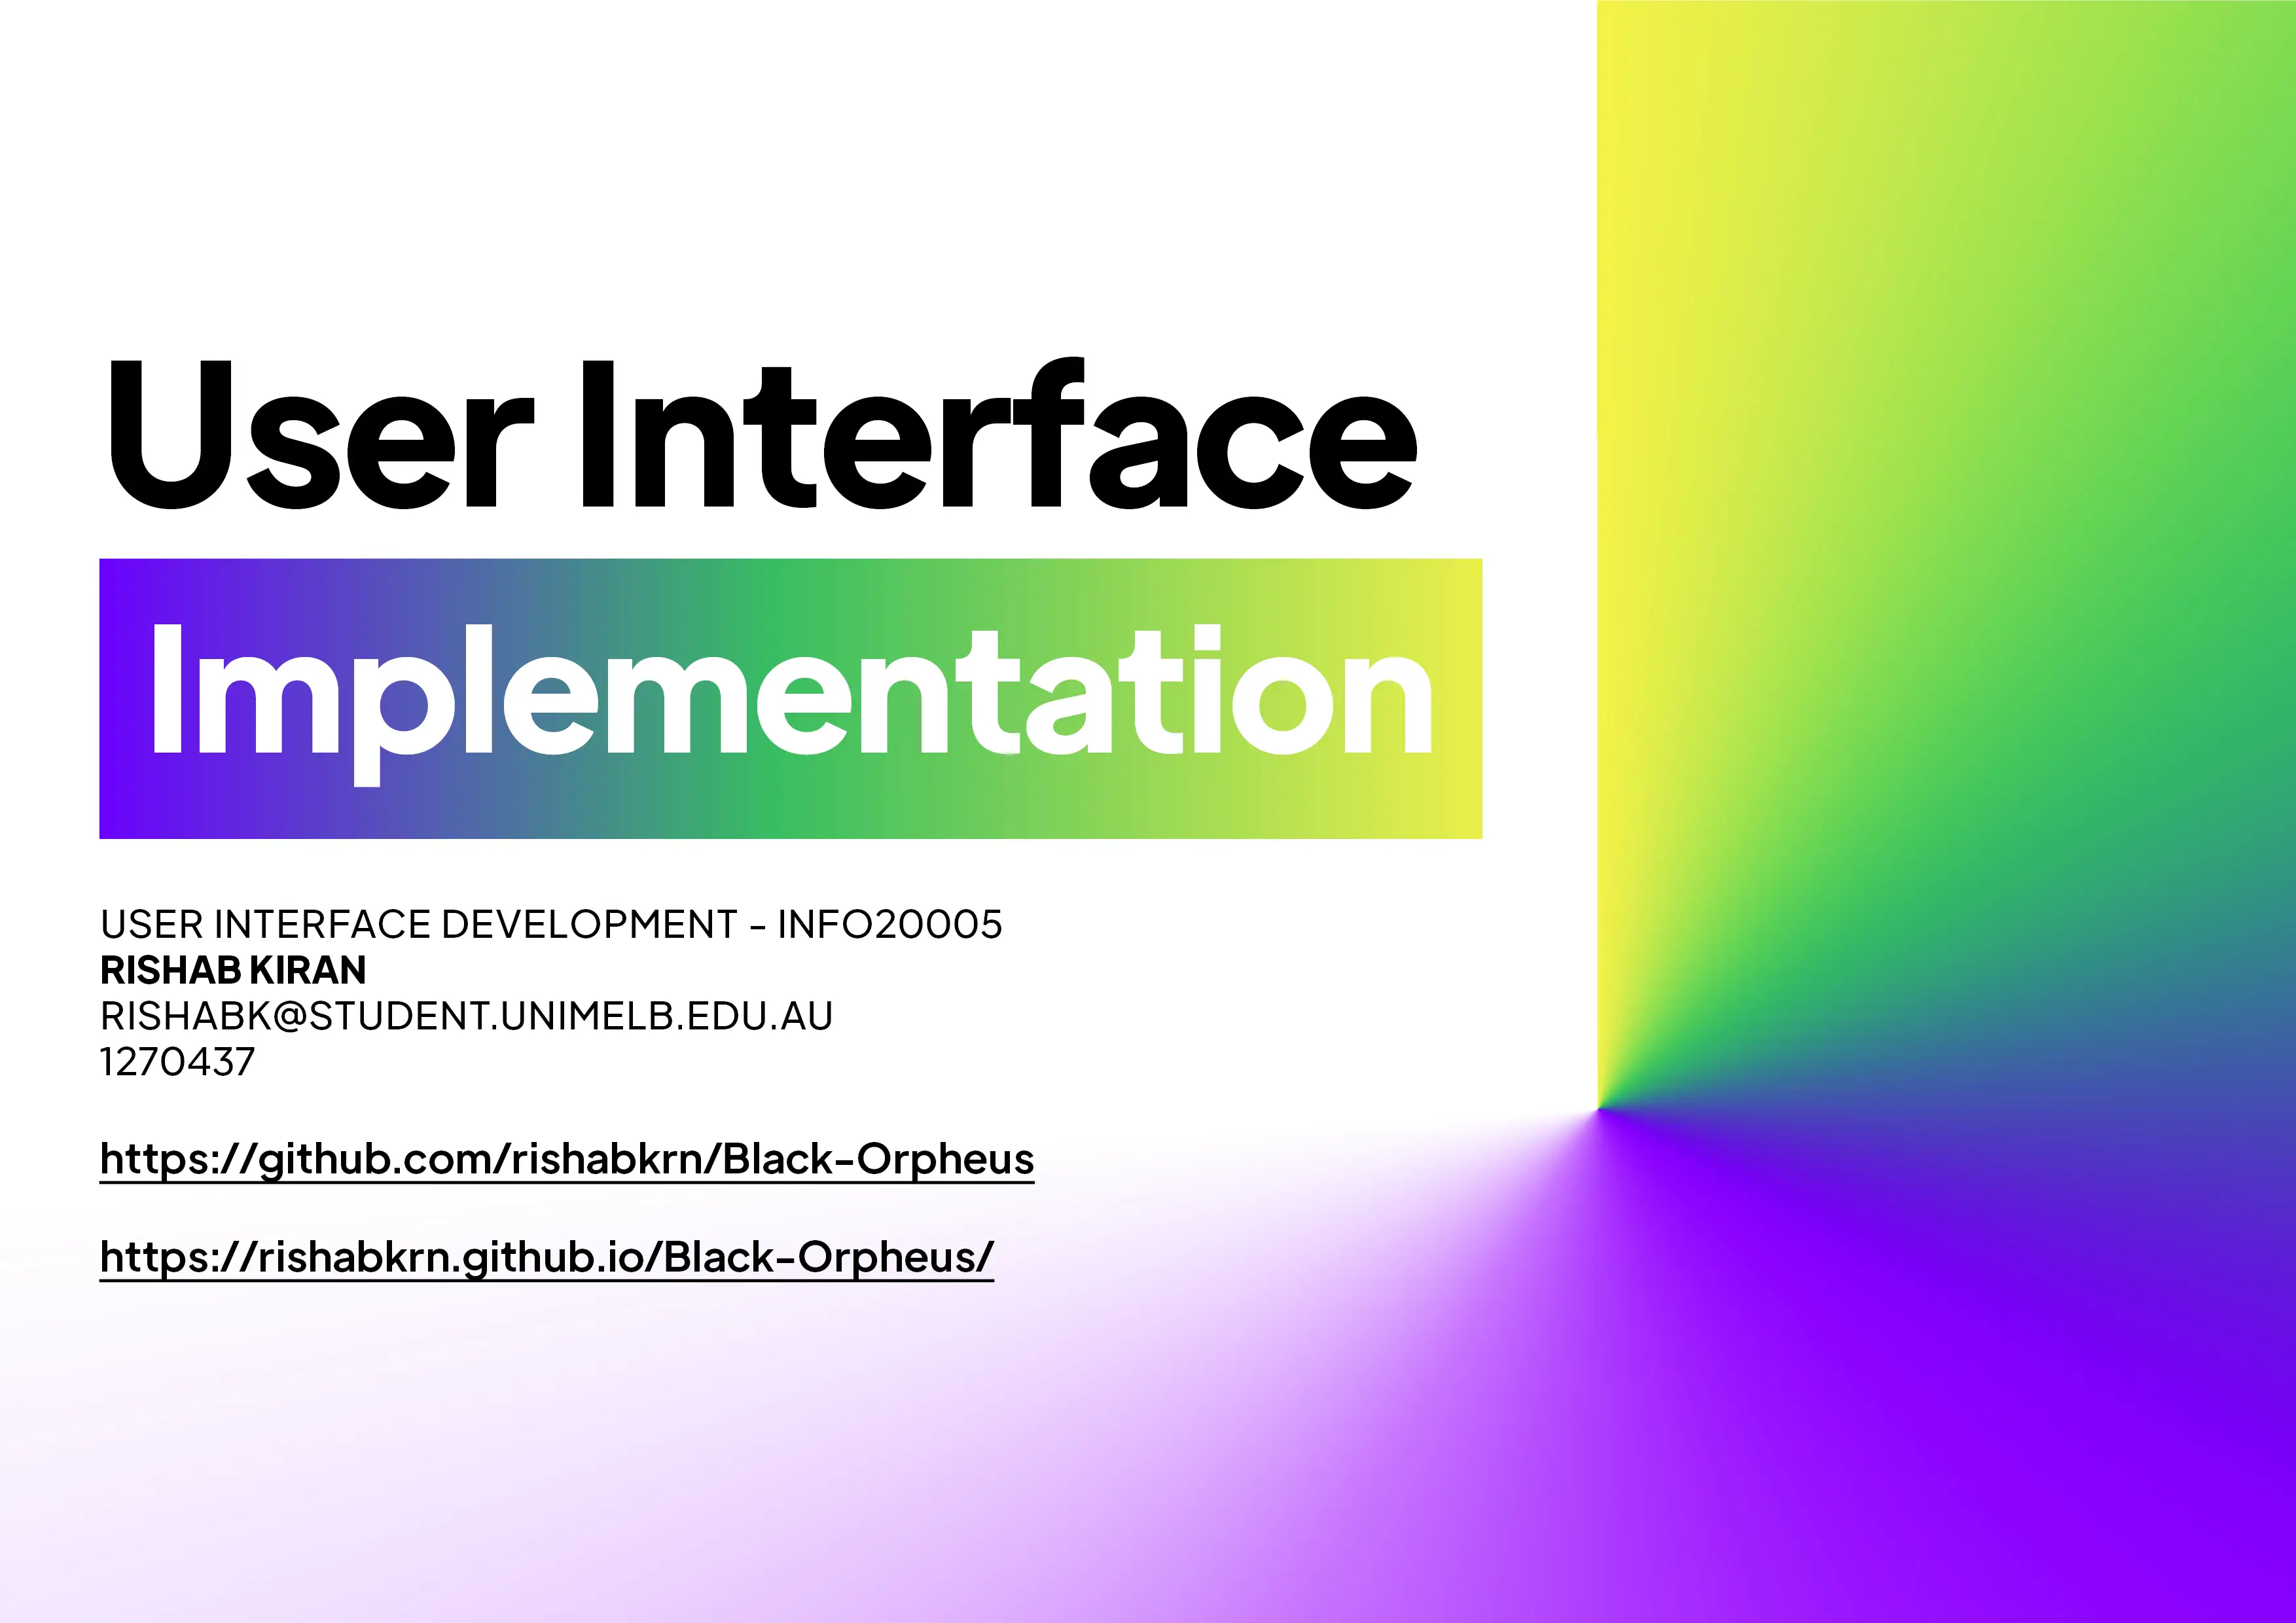 User Interface
Implementation
USER INTERFACE DEVELOPMENT - INFO20005
RISHAB KIRAN
RISHABK@STUDENT.UNIMELB.EDU.AU
1270437
https://github.com/rishabkrn/Black-Orpheus
https://rishabkrn.github.io/Black-Orpheus/